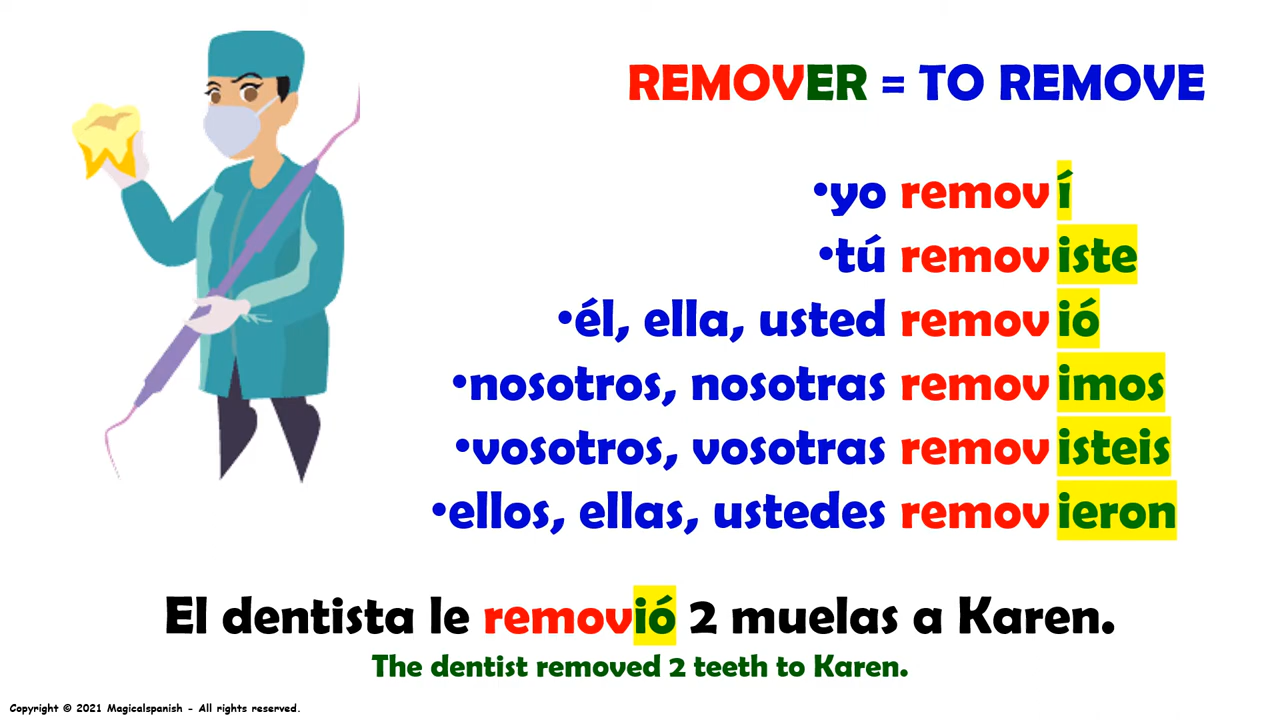 REMOVER = TO REMOVE
•yo removí
•tú removiste
•él, ella, usted removió
•nosotros, nosotras removimos
•vosotros, vosotras removisteis
•ellos, ellas, ustedes removieron
El dentista le removió 2 muelas a Karen.
The dentist removed 2 teeth to Karen.
Copyright © 2021 Magicalspanish - All rights reserved.